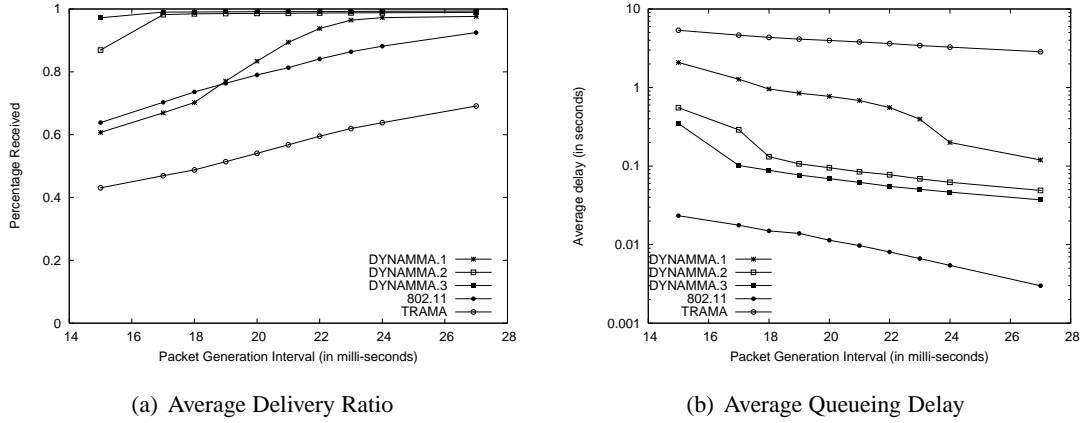 1
0.8
0.6
0.4
0.2
0
Percentage Received
14 16 18 20 22 24 26 28
Packet Generation Interval (in milli-seconds)
DYNAMMA.1
DYNAMMA.2
DYNAMMA.3
802.11
TRAMA
(a) Average Delivery Ratio
10
1
0.1
0.01
0.001
Average delay (in seconds)
14 16 18 20 22 24 26 28
Packet Generation Interval (in milli-seconds)
DYNAMMA.1
DYNAMMA.2
DYNAMMA.3
802.11
TRAMA
(b) Average Queueing Delay